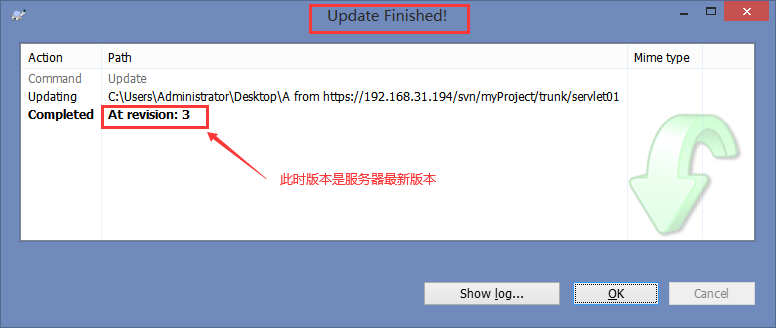 Update Finished!
Action Path Mime type
Command Update
Updating C:\Users\Administrator\Desktop\A from https://192.168.31.194/svn/myProject/trunk/servlet01
Completed At revision: 3
此时版本是服务器最新版本
Show log... OK Cancel